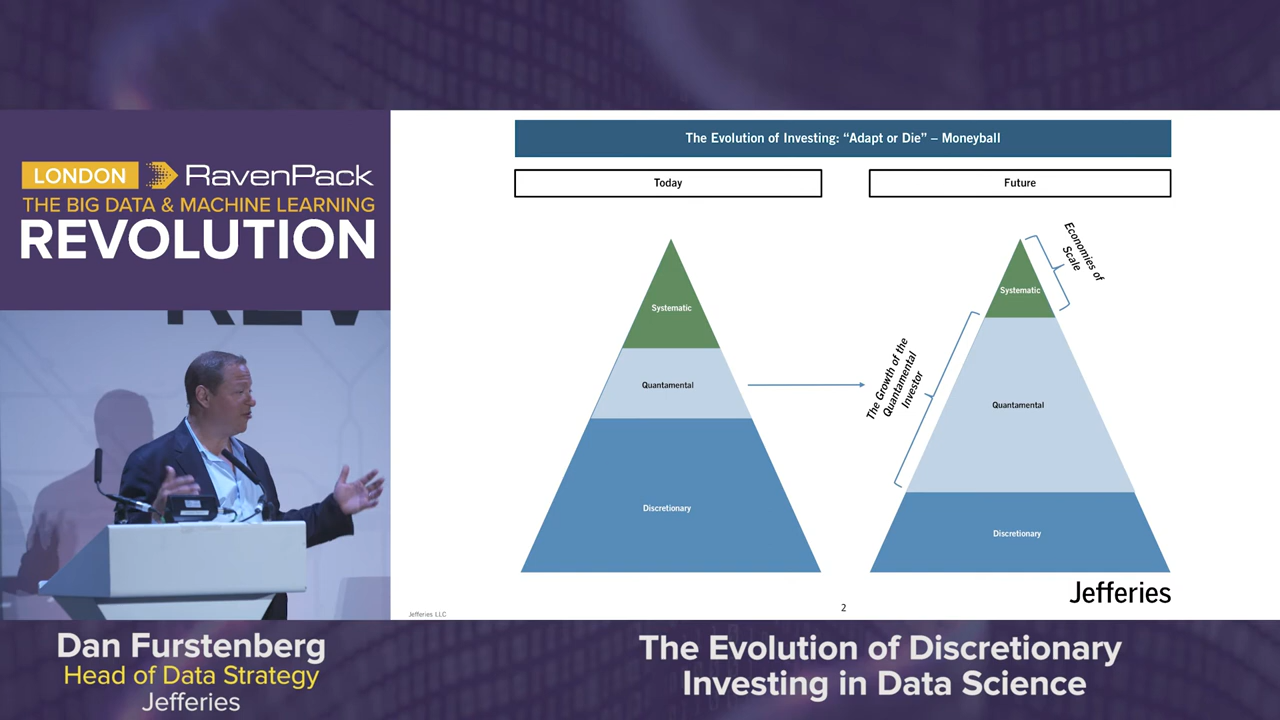 LONDON RavenPack
THE BIG DATA & MACHINE LEARNING
REVOLUTION
The Evolution of Investing: “Adapt or Die” – Moneyball
Today
Future
Systematic
Quantamental
Discretionary
Economies of
Scale
Systematic
The Growth of the
Quantamental
Investor
Quantamental
Discretionary
Jefferies
Jefferies LLC
2
Dan Furstenberg
Head of Data Strategy
Jefferies
The Evolution of Discretionary
Investing in Data Science